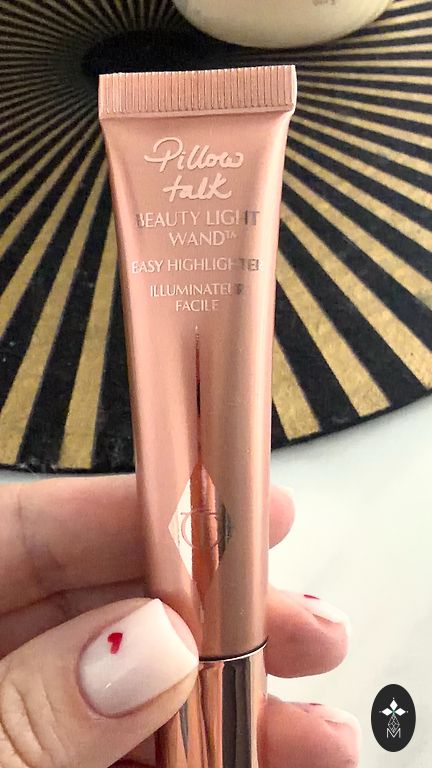 Pillow
talk
BEAUTY LIGHT
WAND™
EASY HIGHLIGHTER
ILLUMINATEUR
FACILE